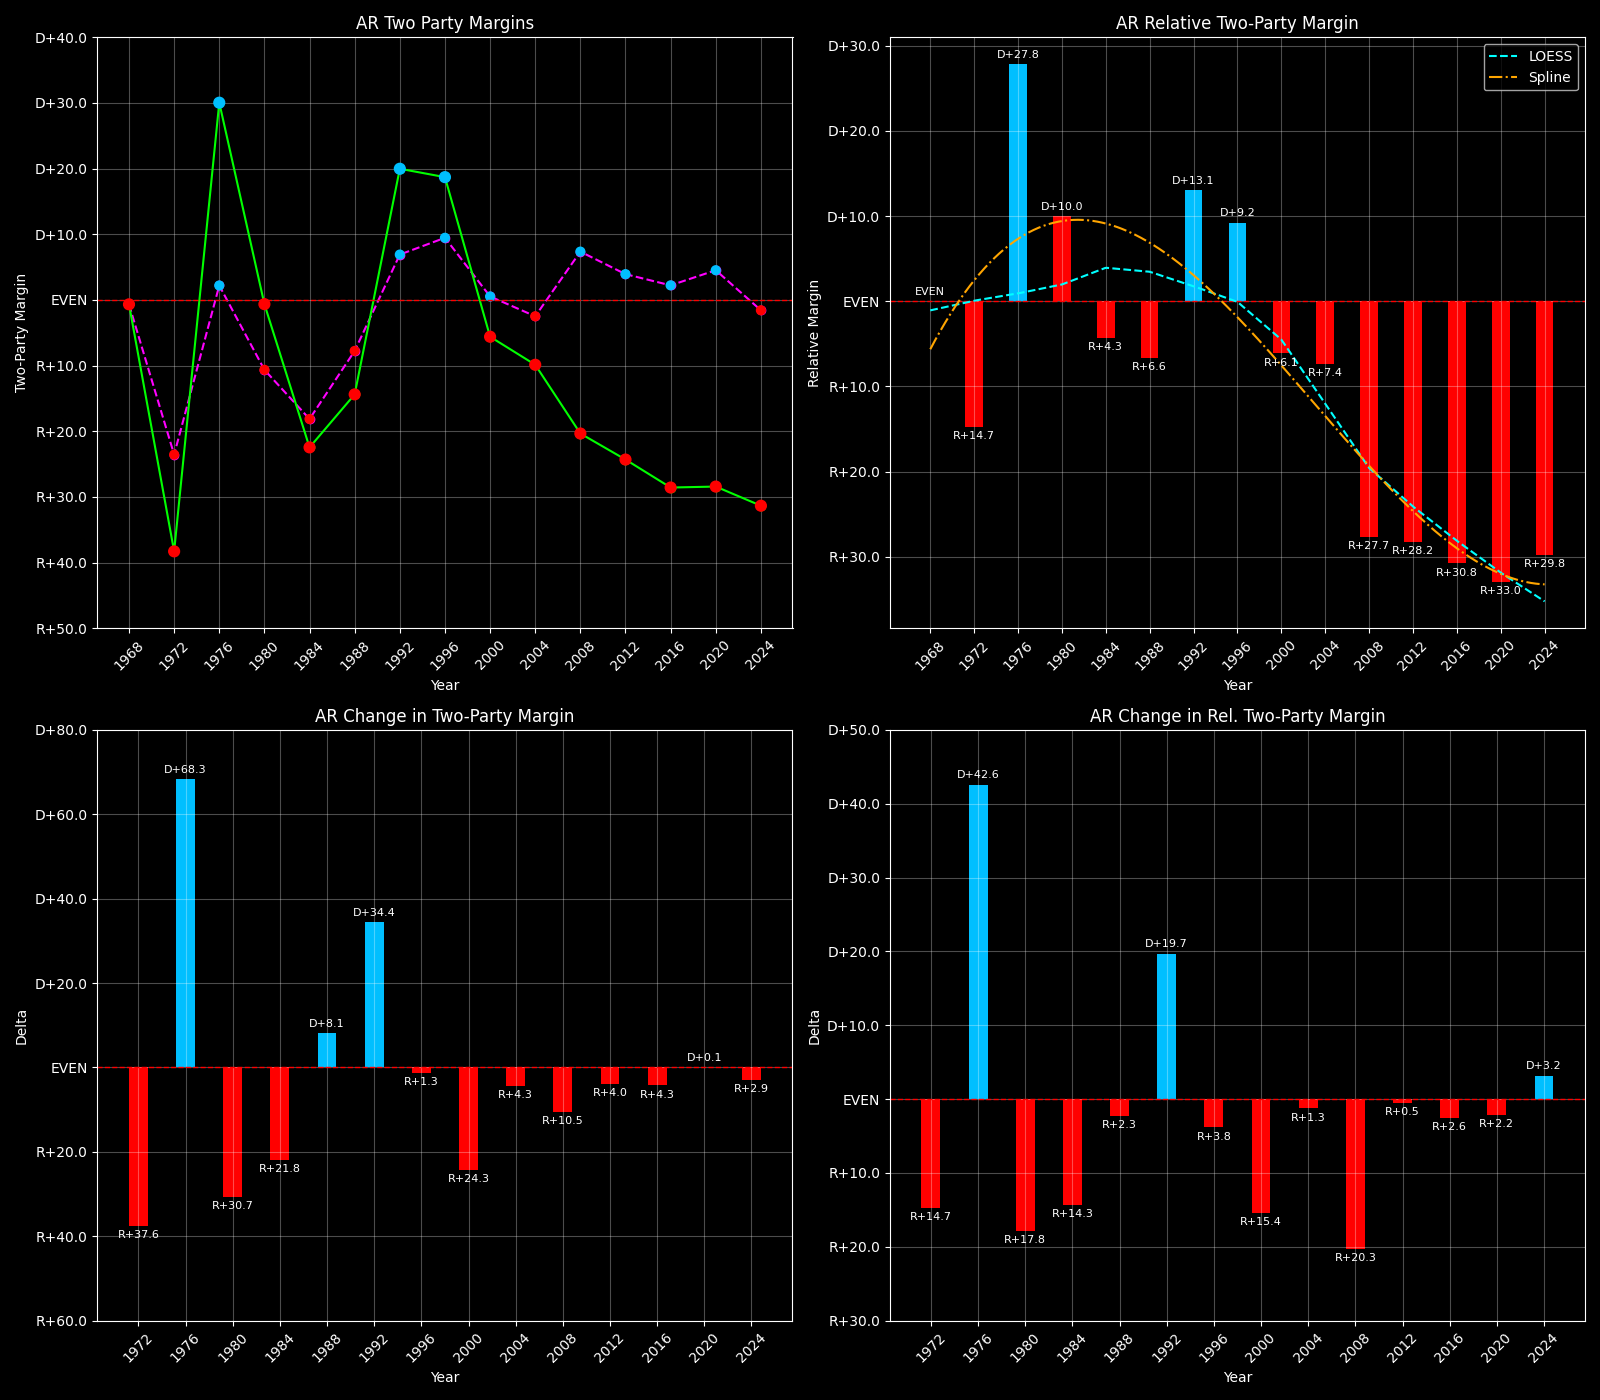 AR Two Party Margins
D+40.0
D+30.0
D+20.0
D+10.0
EVEN
R+10.0
R+20.0
R+30.0
R+40.0
R+50.0
Two-Party Margin
1968
1972
1976
1980
1984
1988
1992
1996
2000
2004
2008
2012
2016
2020
2024
Year
AR Relative Two-Party Margin
LOESS
Spline
D+30.0
D+20.0
D+10.0
EVEN
R+10.0
R+20.0
R+30.0
Relative Margin
EVEN
R+14.7
D+27.8
D+10.0
R+4.3
R+6.6
D+13.1
D+9.2
R+6.1
R+7.4
R+27.7
R+28.2
R+30.8
R+33.0
R+29.8
1968
1972
1976
1980
1984
1988
1992
1996
2000
2004
2008
2012
2016
2020
2024
Year
AR Change in Two-Party Margin
D+80.0
D+60.0
D+40.0
D+20.0
EVEN
R+20.0
R+40.0
R+60.0
Delta
R+37.6
D+68.3
R+30.7
R+21.8
D+8.1
D+34.4
R+1.3
R+24.3
R+4.3
R+10.5
R+4.0
R+4.3
D+0.1
R+2.9
1972
1976
1980
1984
1988
1992
1996
2000
2004
2008
2012
2016
2020
2024
Year
AR Change in Rel. Two-Party Margin
D+50.0
D+40.0
D+30.0
D+20.0
D+10.0
EVEN
R+10.0
R+20.0
R+30.0
Delta
R+14.7
D+42.6
R+17.8
R+14.3
R+2.3
D+19.7
R+3.8
R+15.4
R+1.3
R+20.3
R+0.5
R+2.6
R+2.2
D+3.2
1972
1976
1980
1984
1988
1992
1996
2000
2004
2008
2012
2016
2020
2024
Year